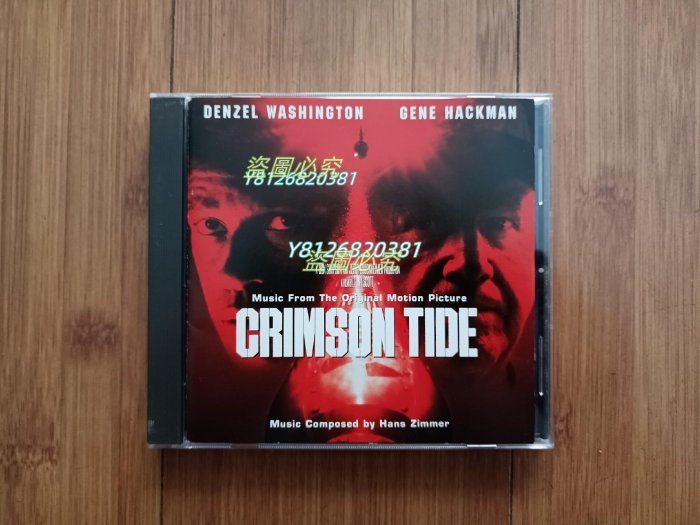 DENZEL WASHINGTON GENE HACKMAN
盜圖必究
Y8126820381
Y8126820381
盜圖必究
Music From The Original Motion Picture
CRIMSON TIDE
Music Composed by Hans Zimmer